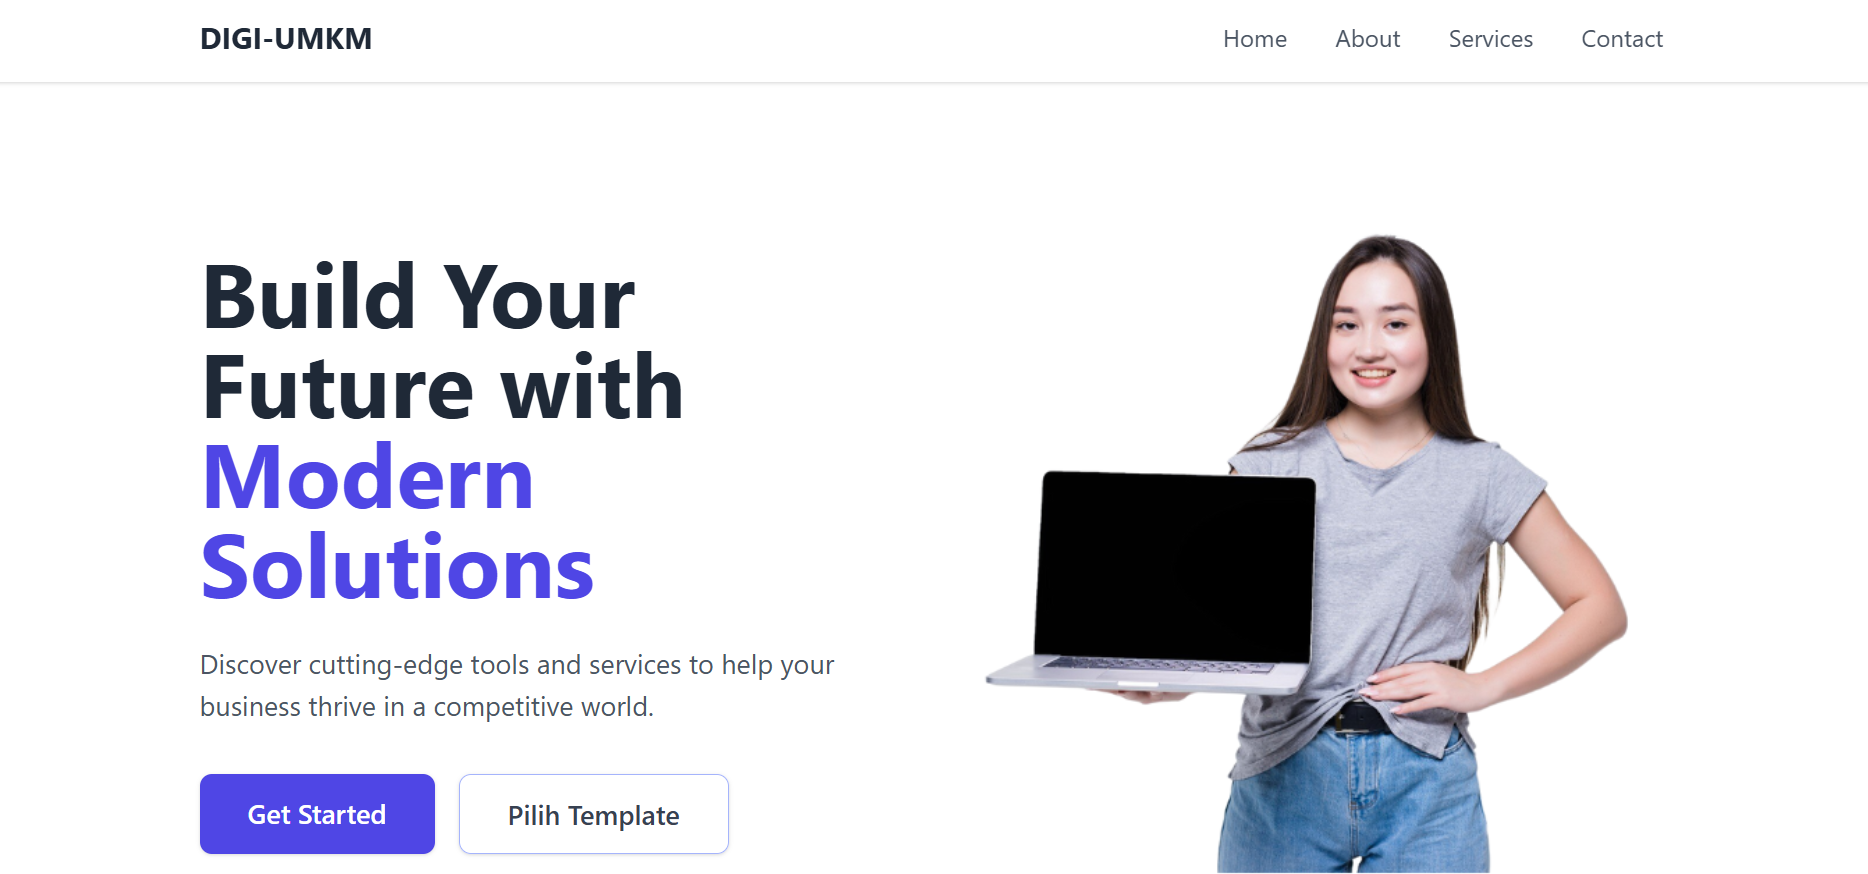 DIGI-UMKM
Home
About
Services
Contact
Build Your
Future with
Modern
Solutions
Discover cutting-edge tools and services to help your
business thrive in a competitive world.
Get Started
Pilih Template